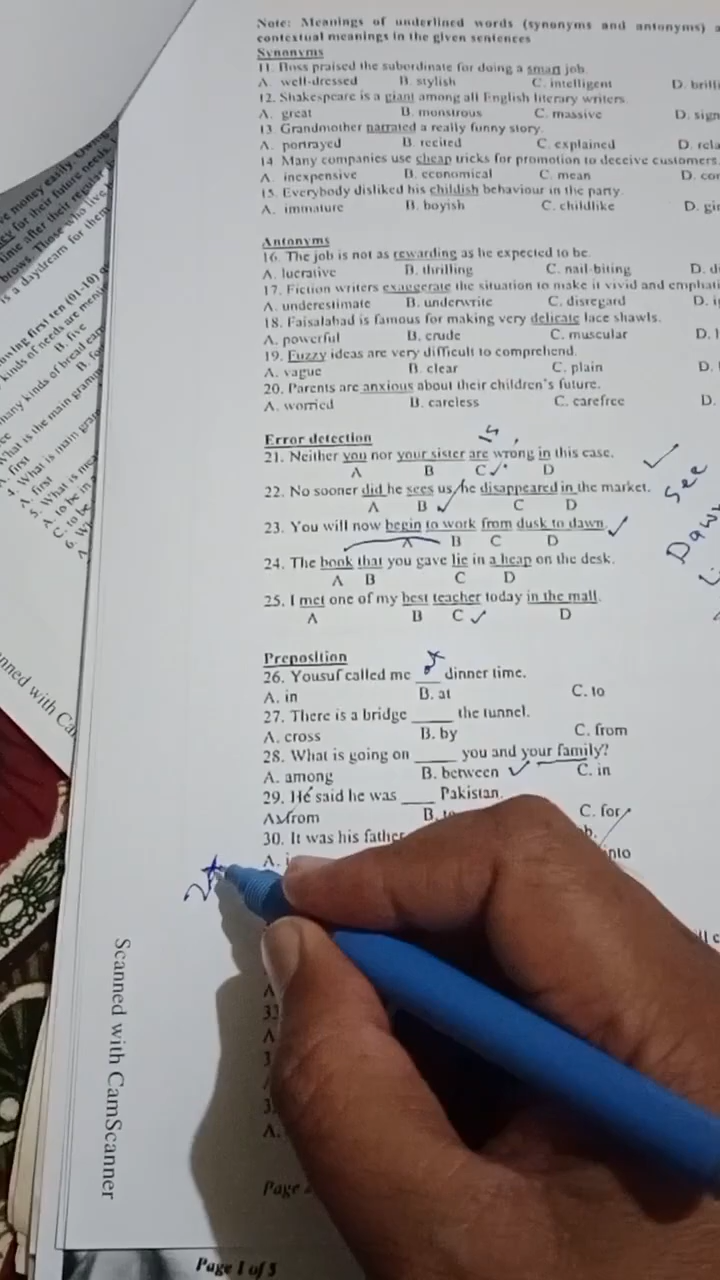 Note: Meanings of underlined words (synonyms and antonyms) a
contextual meanings in the given sentences
Synonyms
11. Boss praised the subordinate for doing a smart job.
A. well-dressed B. stylish C. intelligent D. brilli
12. Shakespeare is a giant among all English literary writers.
A. great B. monstrous C. massive D. sign
13. Grandmother narrated a really funny story.
A. portrayed B. recited C. explained D. rela
14. Many companies use cheap tricks for promotion to deceive customers.
A. inexpensive B. economical C. mean D. cor
15. Everybody disliked his childish behaviour in the party.
A. immature B. boyish C. childlike D. gir
Antonyms
16. The job is not as rewarding as he expected to be.
A. lucrative B. thrilling C. nail-biting D. d
17. Fiction writers exaggerate the situation to make it vivid and emphati
A. underestimate B. underwrite C. disregard D. i
18. Faisalabad is famous for making very delicate lace shawls.
A. powerful B. crude C. muscular D.
19. Fuzzy ideas are very difficult to comprehend.
A. vague B. clear C. plain D.
20. Parents are anxious about their children's future.
A. worried B. careless C. carefree D.
Error detection
21. Neither you nor your sister are wrong in this case.
A B C D
22. No sooner did he sees us, he disappeared in the market.
A B C D
23. You will now begin to work from dusk to dawn.
A B C D
24. The book that you gave lie in a heap on the desk.
A B C D
25. I met one of my best teacher today in the mall.
A B C D
See
Dawn
Preposition
26. Yousuf called me ___ dinner time.
A. in B. at C. to
27. There is a bridge ____ the tunnel.
A. cross B. by C. from
28. What is going on ____ you and your family?
A. among B. between C. in
29. He said he was ___ Pakistan.
A. from B. C. for
30. It was his father
A.
Page
Page 1 of 5
Scanned with CamScanner